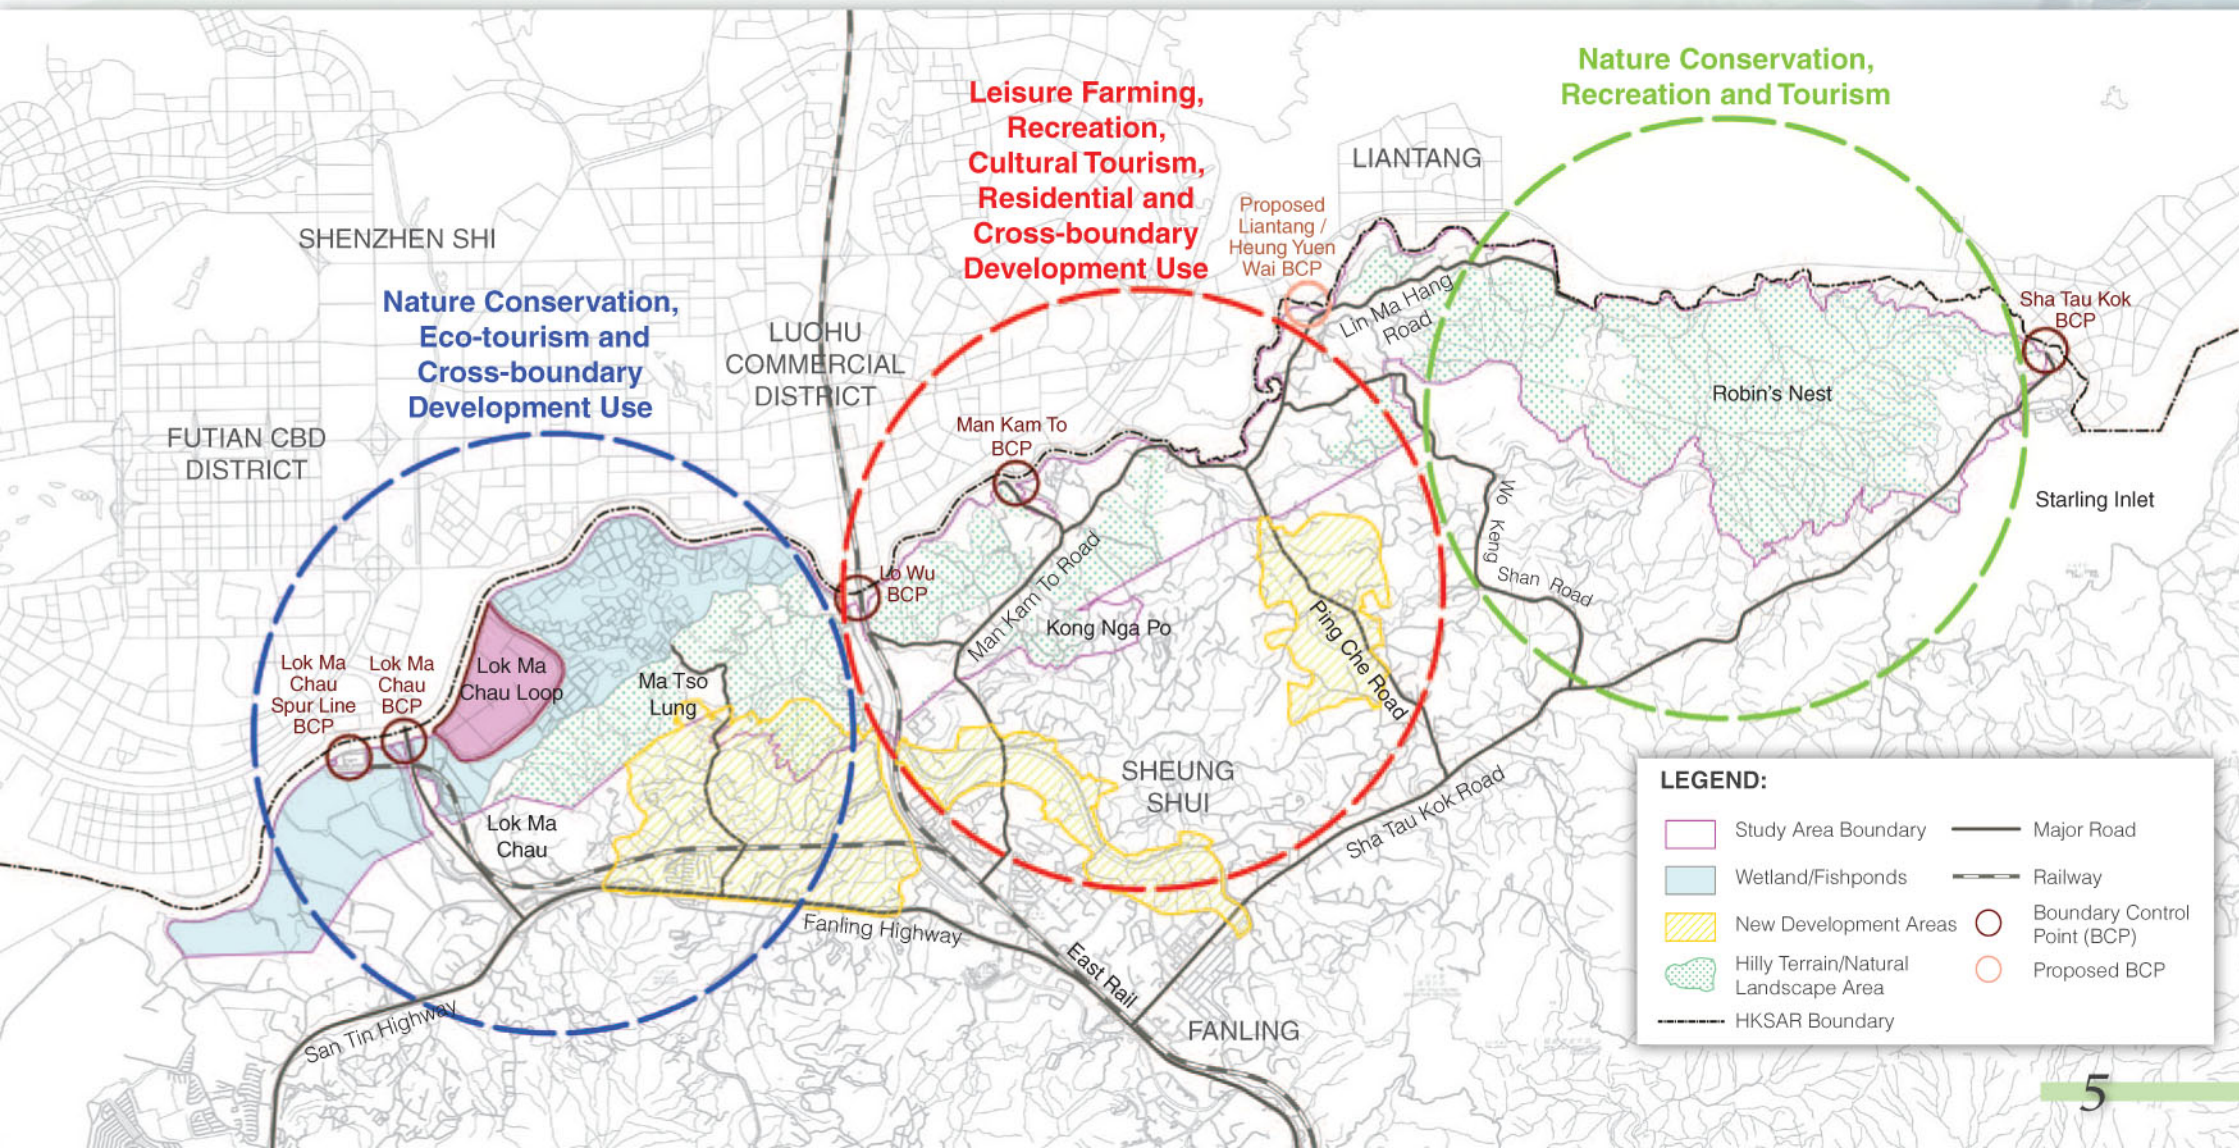 Nature Conservation,
Recreation and Tourism
Leisure Farming,
Recreation,
Cultural Tourism,
Residential and
Cross-boundary
Development Use
LIANTANG
Proposed
Liantang /
Heung Yuen
Wai BCP
SHENZHEN SHI
Nature Conservation,
Eco-tourism and
Cross-boundary
Development Use
LUOHU
COMMERCIAL
DISTRICT
Lin Ma Hang
Road
Sha Tau Kok
BCP
Robin's Nest
FUTIAN CBD
DISTRICT
Man Kam To
BCP
Starling Inlet
Wo Keng
Shan Road
Lo Wu
BCP
Man Kam To Road
Kong Nga Po
Ping Che Road
Lok Ma
Chau
Spur Line
BCP
Lok Ma
Chau
BCP
Lok Ma
Chau Loop
Ma Tso
Lung
SHEUNG
SHUI
Lok Ma
Chau
Sha Tau Kok Road
Fanling Highway
East Rail
San Tin Highway
FANLING
LEGEND:
Study Area Boundary
Wetland/Fishponds
New Development Areas
Hilly Terrain/Natural
Landscape Area
HKSAR Boundary
Major Road
Railway
Boundary Control
Point (BCP)
Proposed BCP
5